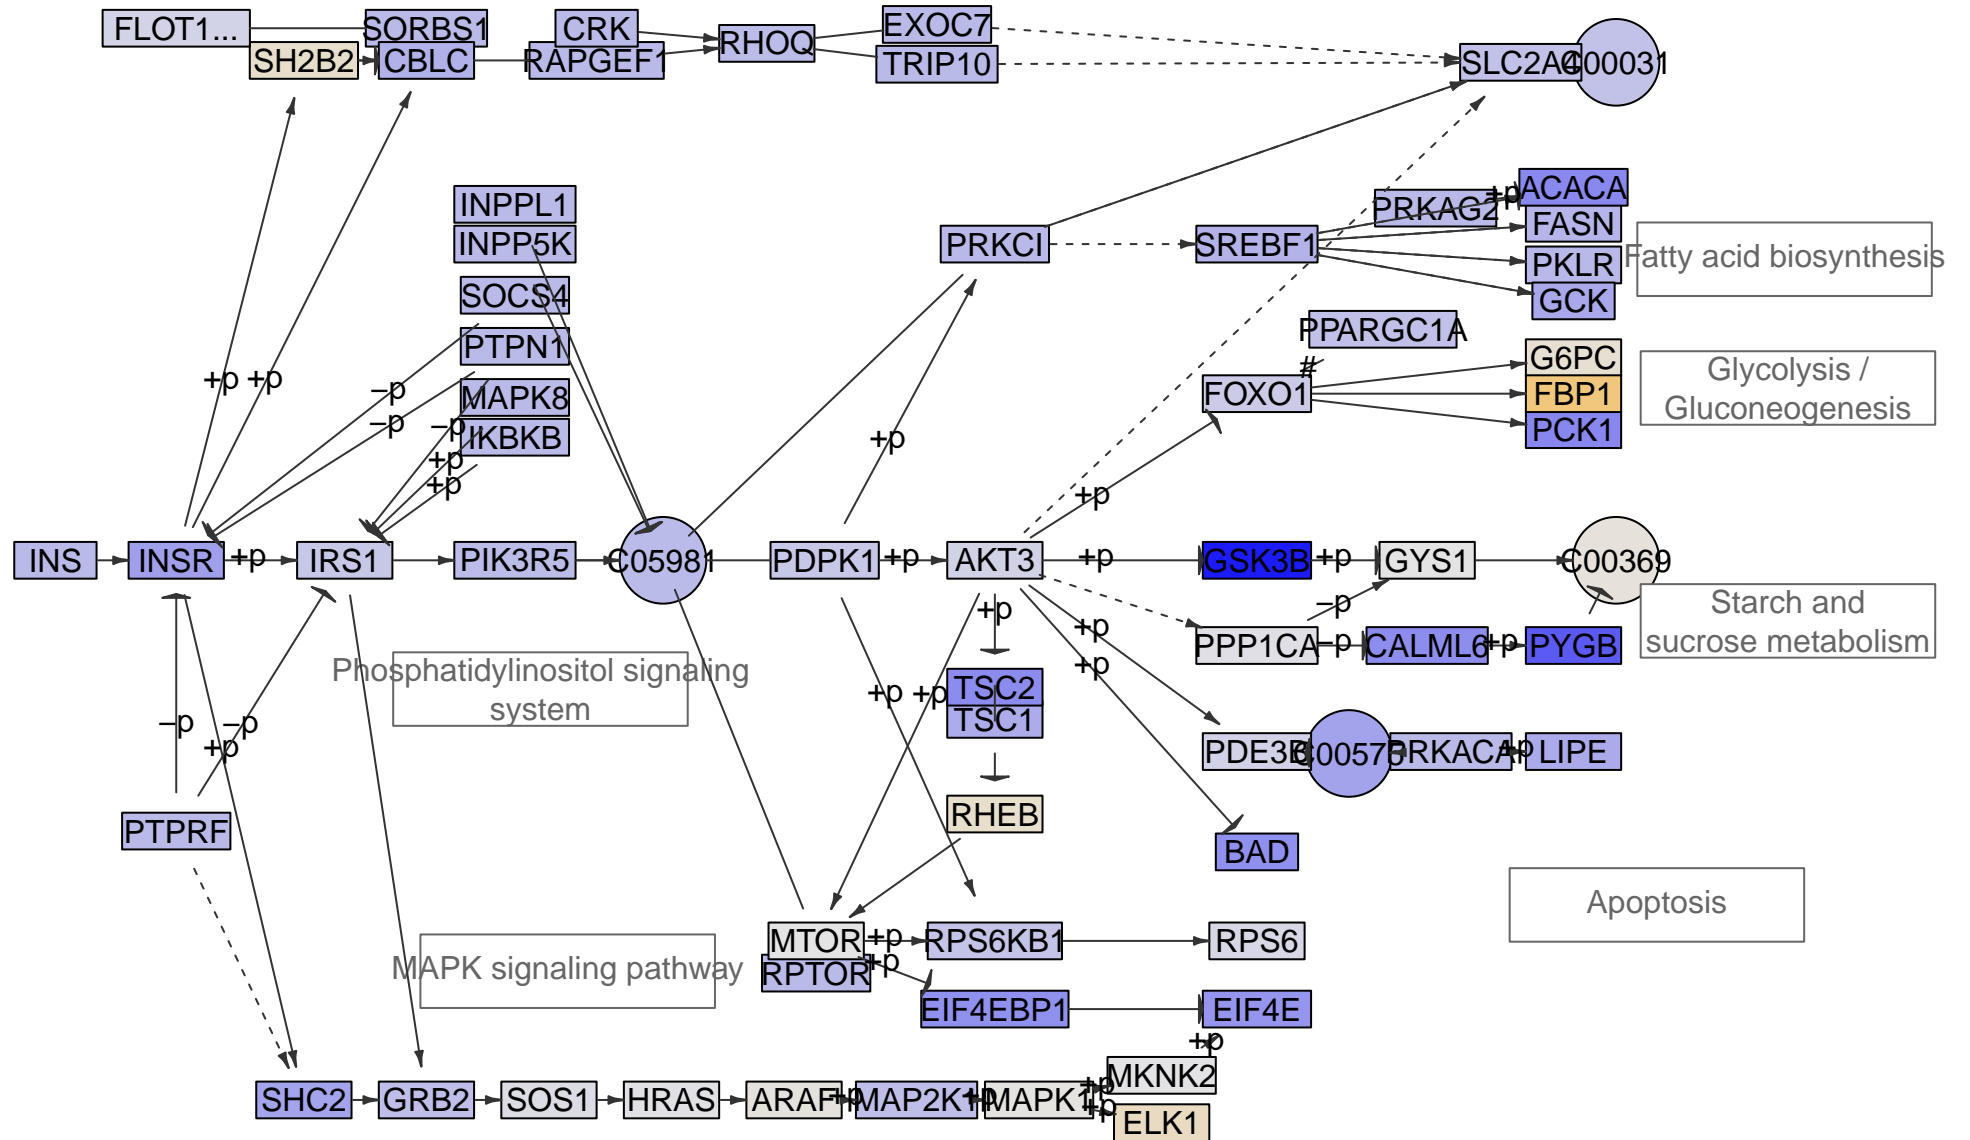 FLOT1...
SORBS1
CRK
EXOC7
RHOQ
SH2B2
CBLC
RAPGEF1
TRIP10
SLC2A4
C00031
INPPL1
INPP5K
PRKCI
SREBF1
PRKAG2
+p
ACACA
FASN
PKLR
GCK
Fatty acid biosynthesis
SOCS4
PTPN1
MAPK8
IKBKB
PPARGC1A
#
FOXO1
G6PC
FBP1
PCK1
Glycolysis /
Gluconeogenesis
+p
+p
−p
−p
−p
+p
+p
+p
+p
INS
INSR
+p
IRS1
PIK3R5
C05981
PDPK1
+p
AKT3
+p
GSK3B
+p
GYS1
C00369
+p
+p
+p
−p
PPP1CA
−p
CALML6
+p
PYGB
Starch and
sucrose metabolism
Phosphatidylinositol signaling
system
−p
+p
−p
+p
+p
TSC2
TSC1
PDE3B
C00575
PRKACA
+p
LIPE
PTPRF
RHEB
BAD
Apoptosis
MAPK signaling pathway
MTOR
RPTOR
+p
+p
RPS6KB1
RPS6
EIF4EBP1
EIF4E
+p
SHC2
GRB2
SOS1
HRAS
ARAF
+p
MAP2K1
+p
MAPK1
+p
+p
MKNK2
ELK1